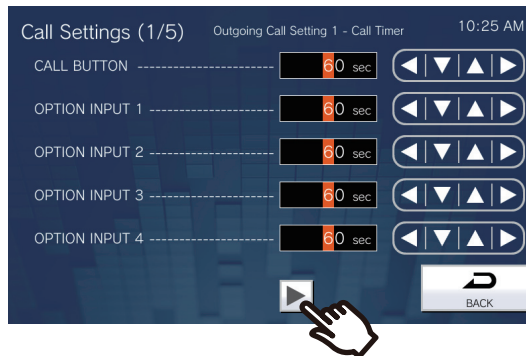 Call Settings (1/5) Outgoing Call Setting 1 - Call Timer 10:25 AM
CALL BUTTON ------------------------ 60 sec
OPTION INPUT 1 --------------------- 60 sec
OPTION INPUT 2 --------------------- 60 sec
OPTION INPUT 3 --------------------- 60 sec
OPTION INPUT 4 --------------------- 60 sec
BACK